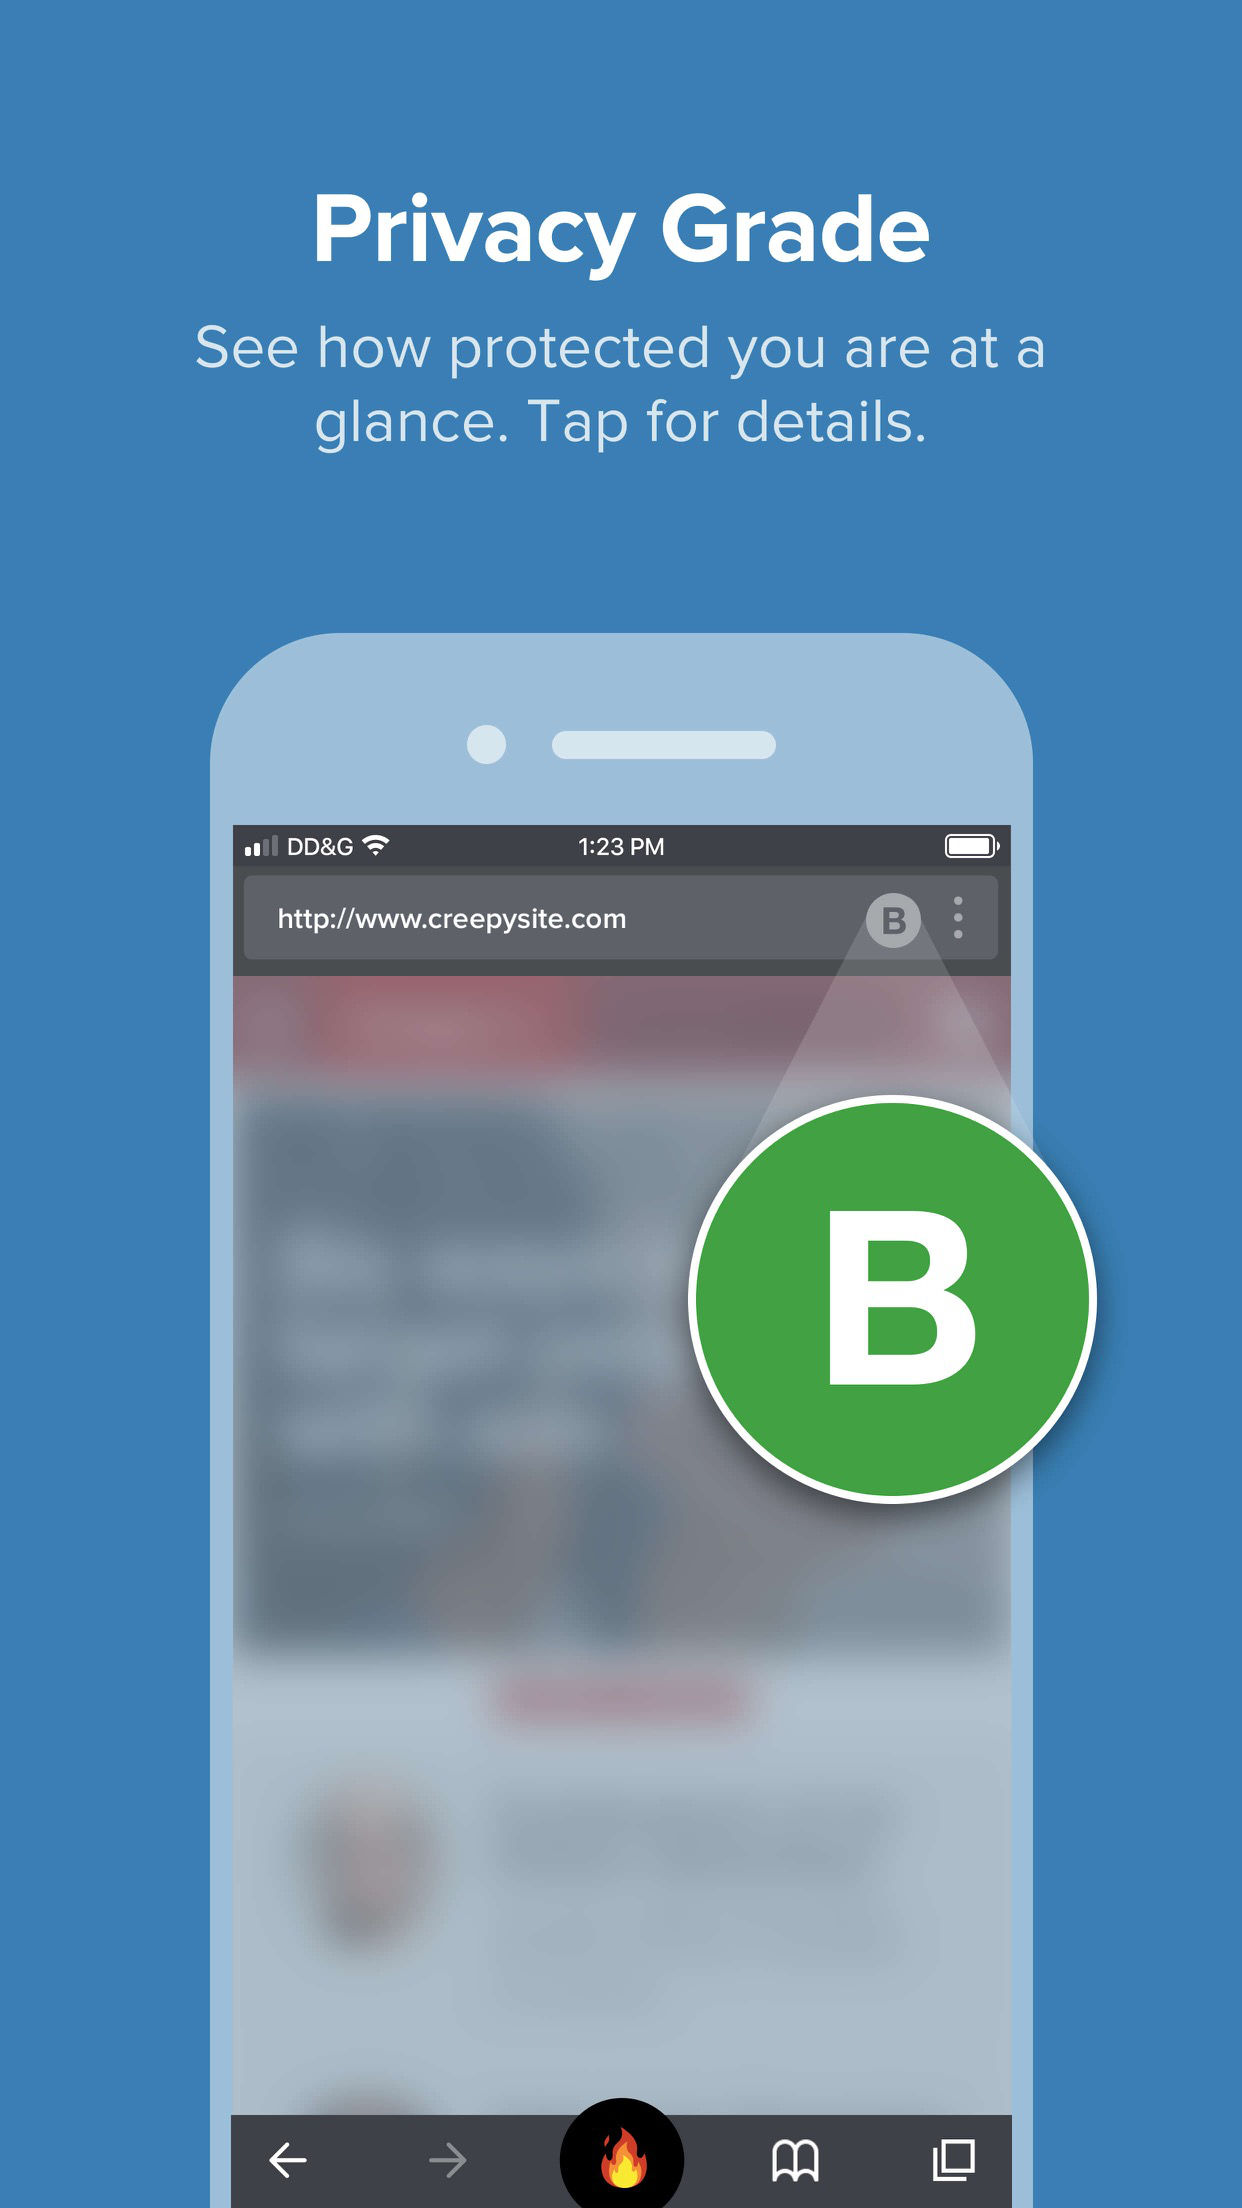 Privacy Grade
See how protected you are at a
glance. Tap for details.
DD&G 1:23 PM
http://www.creepysite.com B
B